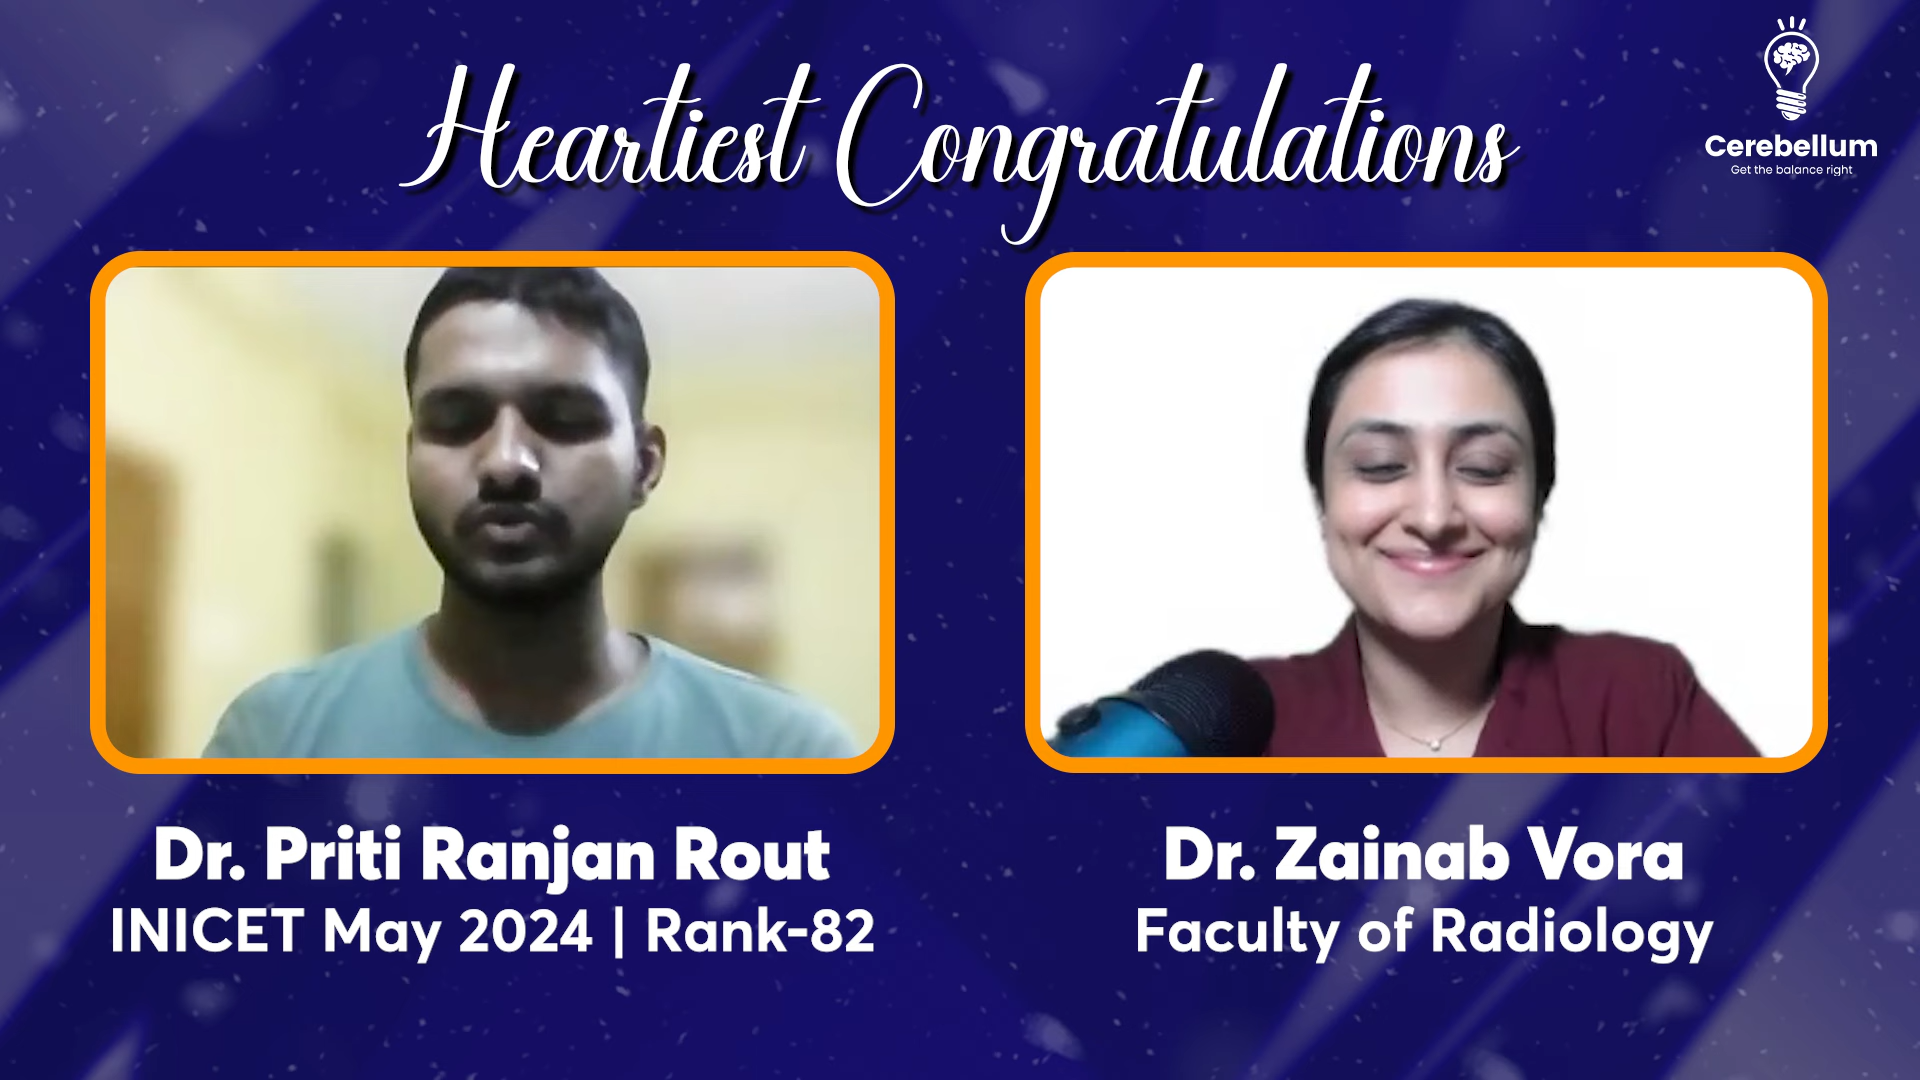 Heartiest Congratulations
Cerebellum
Get the balance right
Dr. Priti Ranjan Rout
INICET May 2024 | Rank-82
Dr. Zainab Vora
Faculty of Radiology